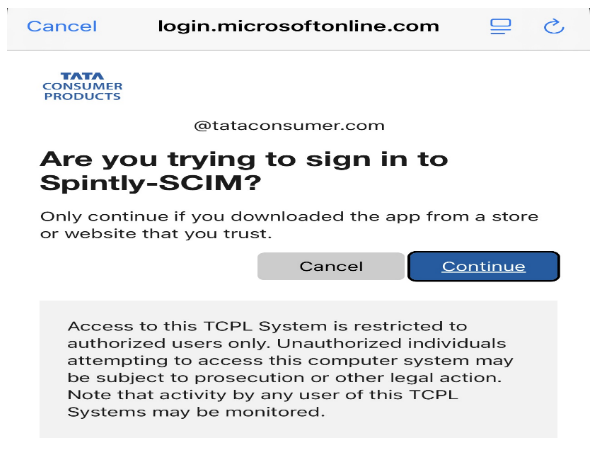 Cancel login.microsoftonline.com
TATA
CONSUMER
PRODUCTS
@tataconsumer.com
Are you trying to sign in to
Spintly-SCIM?
Only continue if you downloaded the app from a store
or website that you trust.
Cancel Continue
Access to this TCPL System is restricted to
authorized users only. Unauthorized individuals
attempting to access this computer system may
be subject to prosecution or other legal action.
Note that activity by any user of this TCPL
Systems may be monitored.